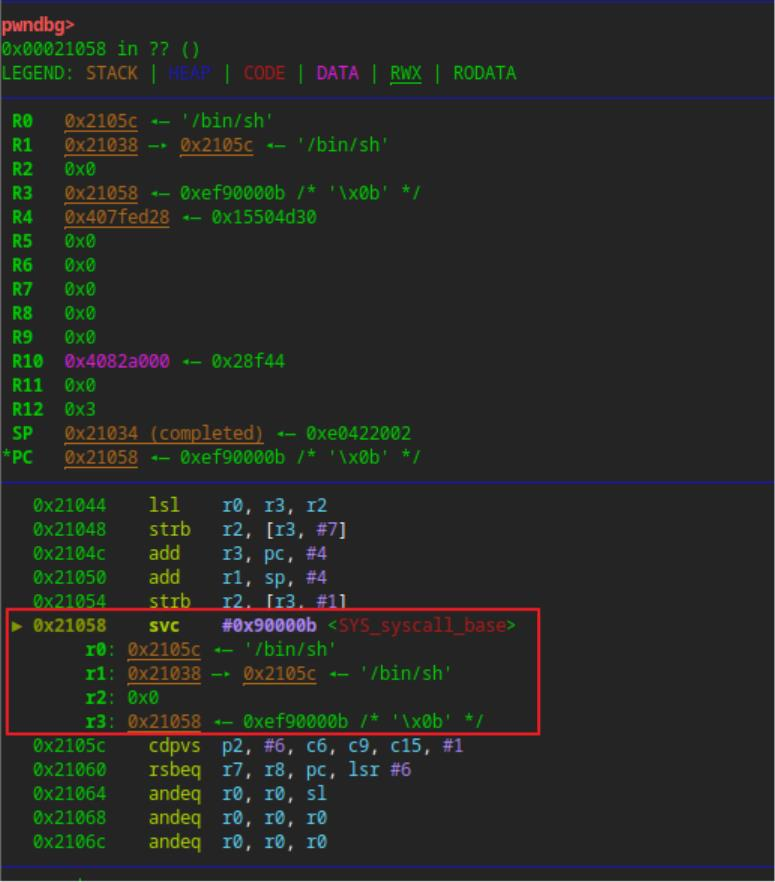 pwndbg>
0x00021058 in ?? ()
LEGEND: STACK | HEAP | CODE | DATA | RWX | RODATA
R0 0x2105c ◂— '/bin/sh'
R1 0x21038 —▸ 0x2105c ◂— '/bin/sh'
R2 0x0
R3 0x21058 ◂— 0xef90000b /* '\x0b' */
R4 0x407fed28 ◂— 0x15504d30
R5 0x0
R6 0x0
R7 0x0
R8 0x0
R9 0x0
R10 0x4082a000 ◂— 0x28f44
R11 0x0
R12 0x3
SP 0x21034 (completed) ◂— 0xe0422002
*PC 0x21058 ◂— 0xef90000b /* '\x0b' */
0x21044 lsl r0, r3, r2
0x21048 strb r2, [r3, #7]
0x2104c add r3, pc, #4
0x21050 add r1, sp, #4
0x21054 strb r2, [r3, #1]
► 0x21058 svc #0x90000b <SYS_syscall_base>
r0: 0x2105c ◂— '/bin/sh'
r1: 0x21038 —▸ 0x2105c ◂— '/bin/sh'
r2: 0x0
r3: 0x21058 ◂— 0xef90000b /* '\x0b' */
0x2105c cdpvs p2, #6, c6, c9, c15, #1
0x21060 rsbeq r7, r8, pc, lsr #6
0x21064 andeq r0, r0, sl
0x21068 andeq r0, r0, r0
0x2106c andeq r0, r0, r0